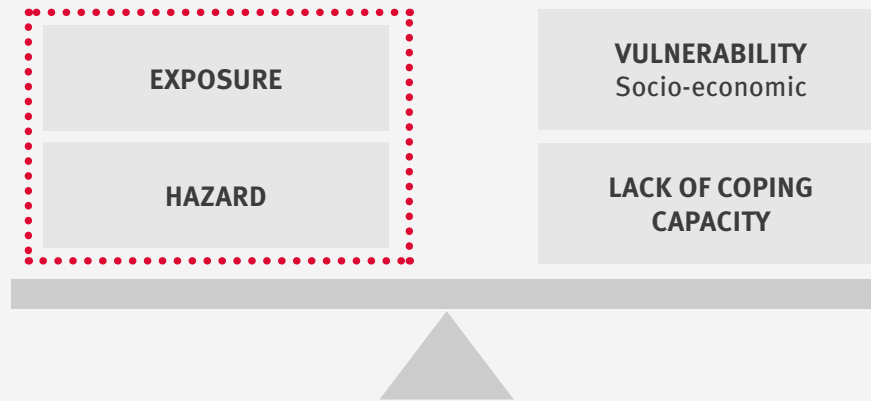 EXPOSURE
HAZARD
VULNERABILITY
Socio-economic
LACK OF COPING
CAPACITY